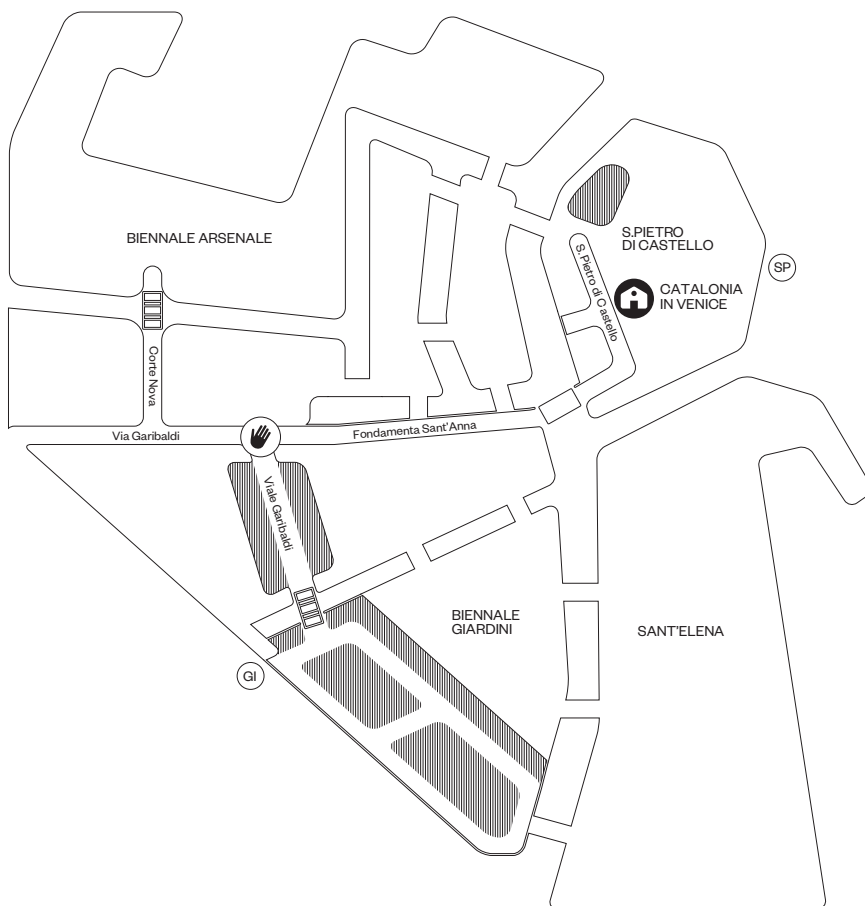 BIENNALE ARSENALE
S.PIETRO
DI CASTELLO
SP
S. Pietro di Castello
CATALONIA
IN VENICE
Corte Nova
Via Garibaldi
Fondamenta Sant'Anna
Viale Garibaldi
BIENNALE
GIARDINI
SANT'ELENA
GI